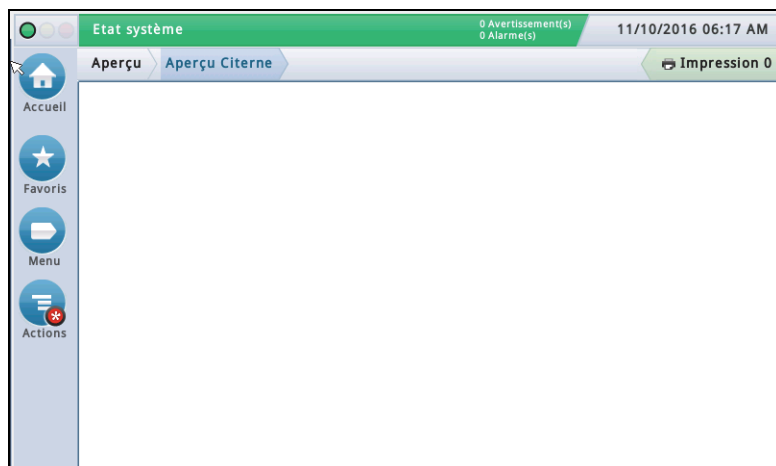 Etat système
0 Avertissement(s)
0 Alarme(s)
11/10/2016 06:17 AM
Aperçu
Aperçu Citerne
Impression 0
Accueil
Favoris
Menu
Actions